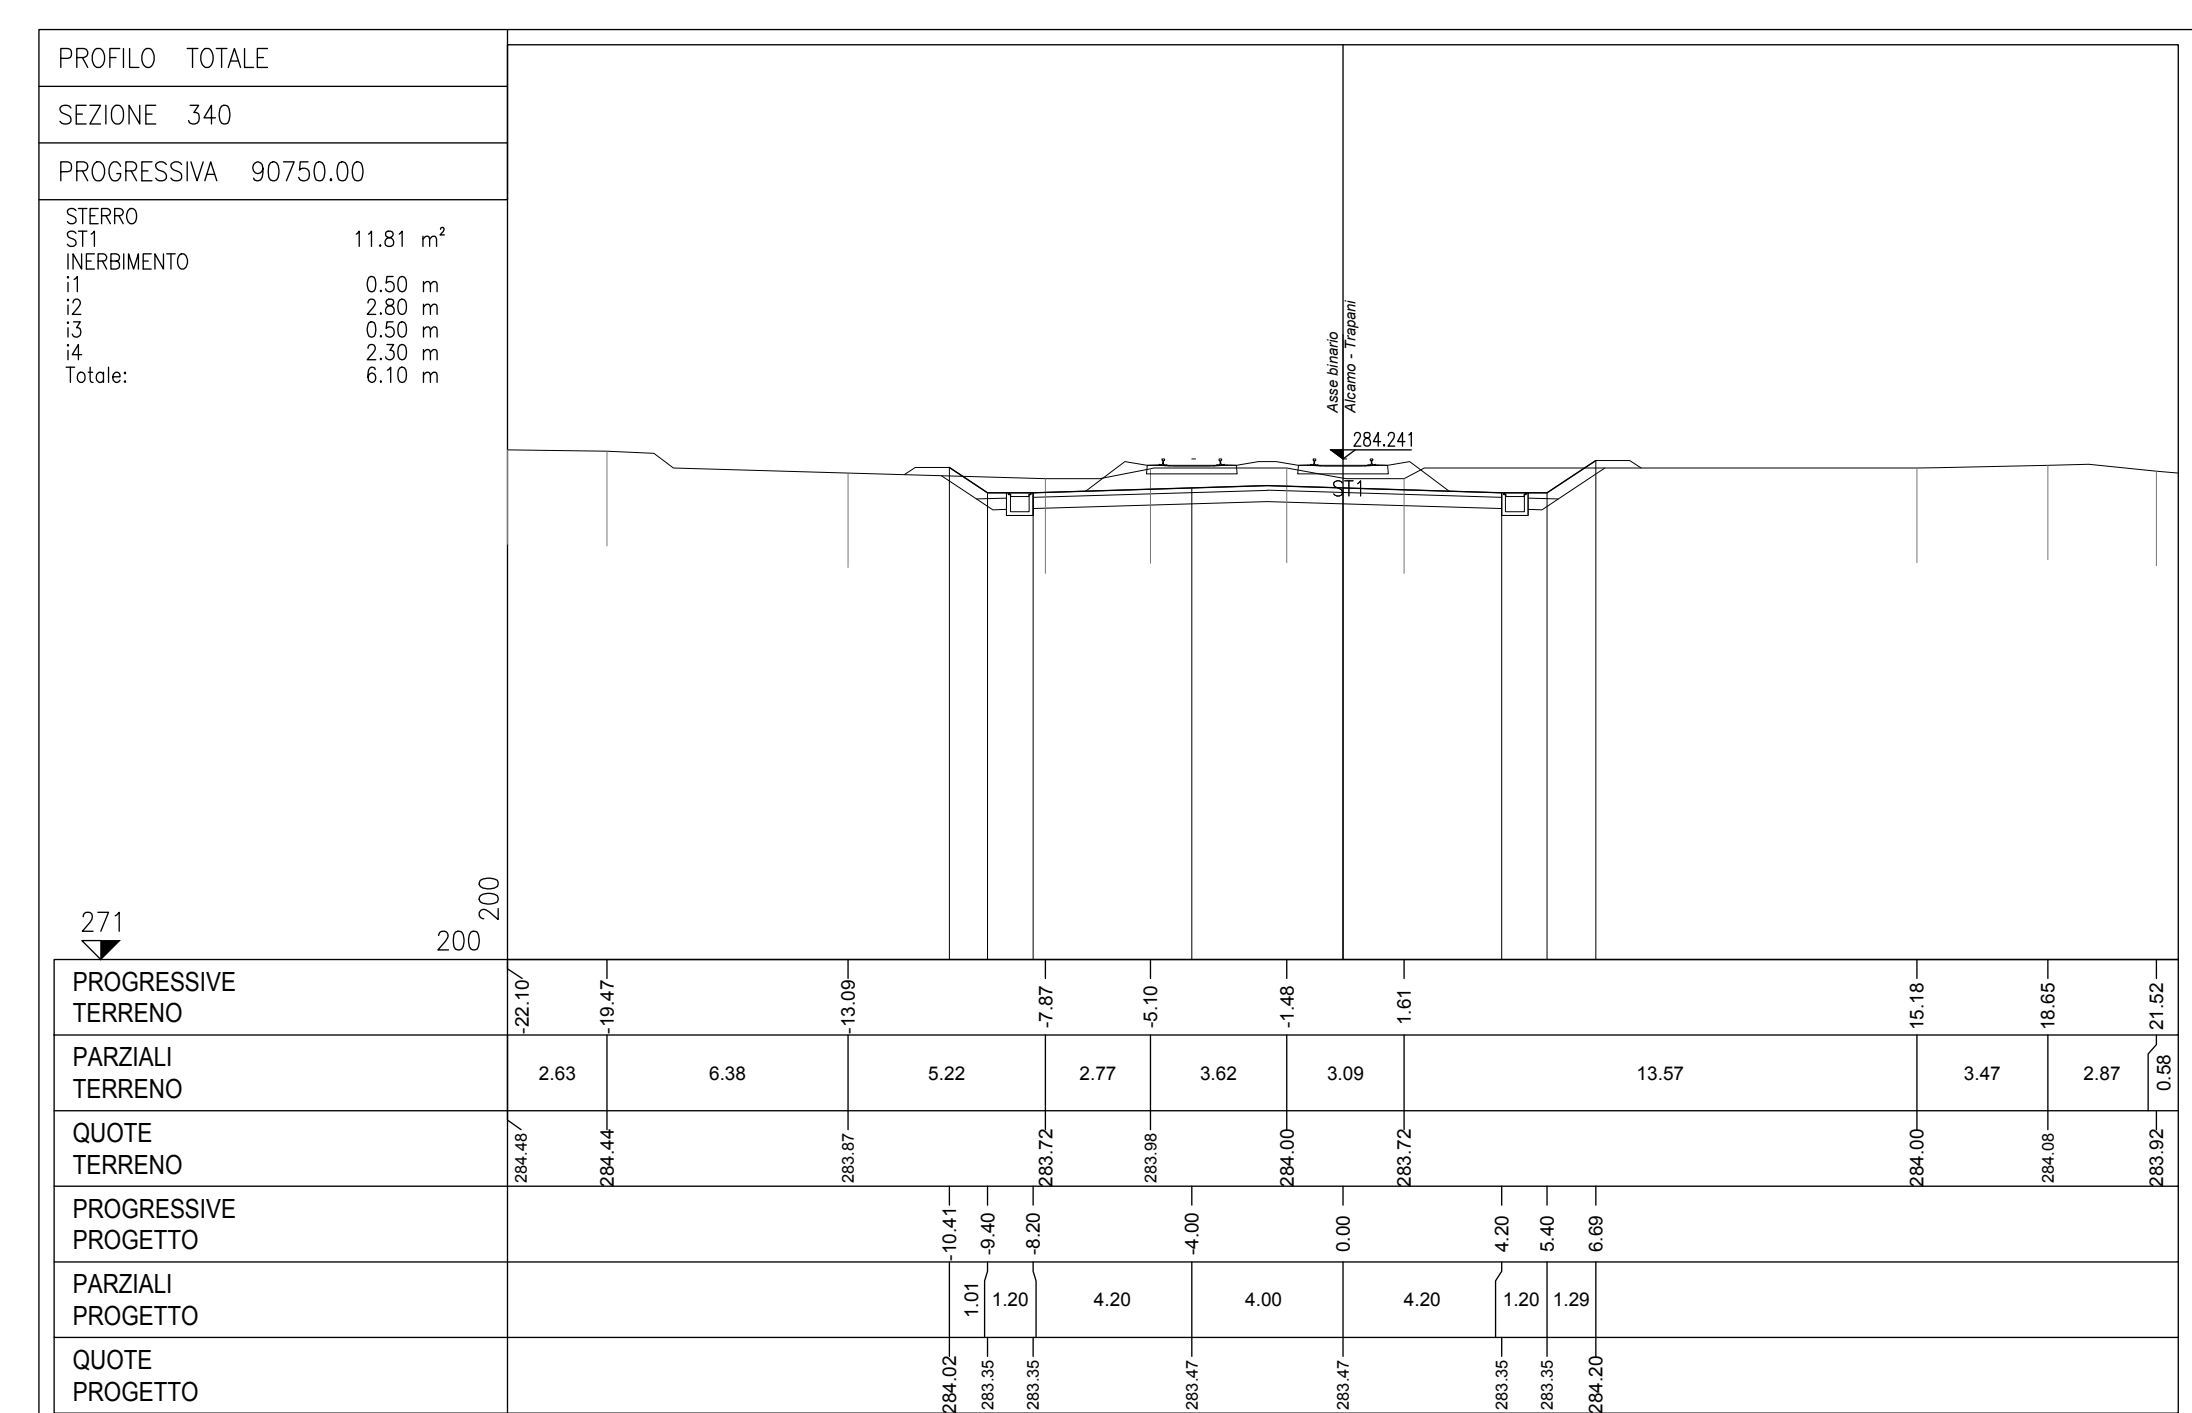 PROFILO TOTALE
SEZIONE 340
PROGRESSIVA 90750.00
STERRO
ST1 11.81 m²
INERBIMENTO
i1 0.50 m
i2 2.80 m
i3 0.50 m
i4 2.30 m
Totale: 6.10 m
Asse binario
Alcamo - Trapani
284.241
ST1
271
200
200
PROGRESSIVE
TERRENO
-22.10 -19.47 -13.09 -7.87 -5.10 -1.48 1.61 15.18 18.65 21.52
PARZIALI
TERRENO
2.63 6.38 5.22 2.77 3.62 3.09 13.57 3.47 2.87 0.58
QUOTE
TERRENO
284.48 284.44 283.87 283.72 283.98 284.00 283.72 284.00 284.08 283.92
PROGRESSIVE
PROGETTO
-10.41 -9.40 -8.20 -4.00 0.00 4.20 5.40 6.69
PARZIALI
PROGETTO
1.01 1.20 4.20 4.00 4.20 1.20 1.29
QUOTE
PROGETTO
284.02 283.35 283.35 283.47 283.47 283.35 283.35 284.20